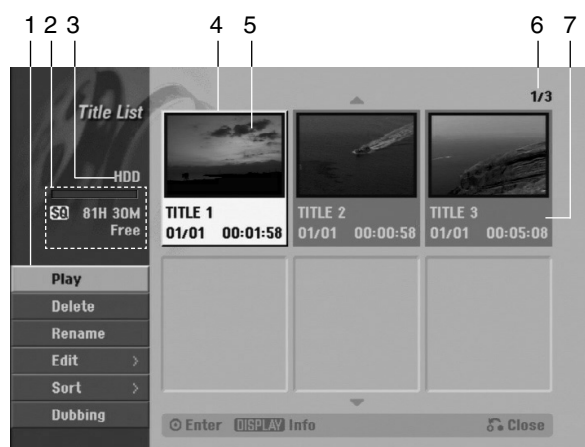 1 2 3 4 5 6 7
Title List
1/3
HDD
SQ 81H 30M
Free
TITLE 1
01/01 00:01:58
TITLE 2
01/01 00:00:58
TITLE 3
01/01 00:05:08
Play
Delete
Rename
Edit >
Sort >
Dubbing
Enter DISPLAY Info Close